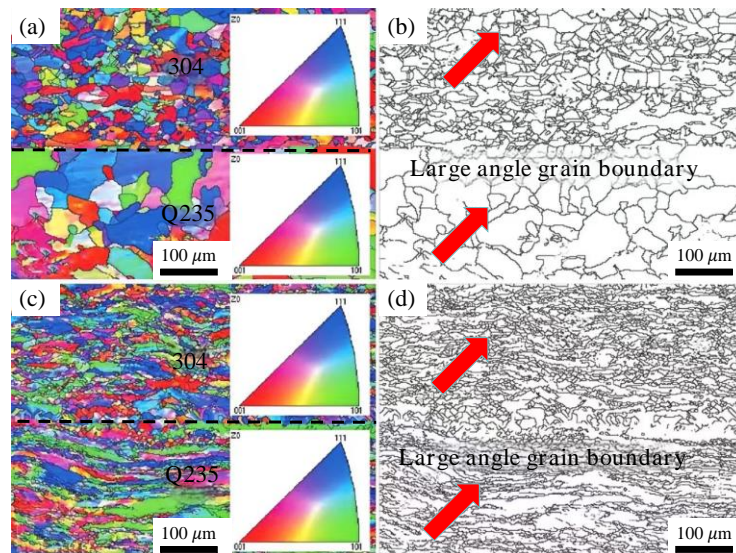 (a)
304
Z0
111
001
101
Q235
Z0
111
001
101
100 μm
(b)
Large angle grain boundary
100 μm
(c)
304
Z0
111
001
101
Q235
Z0
111
001
101
100 μm
(d)
Large angle grain boundary
100 μm